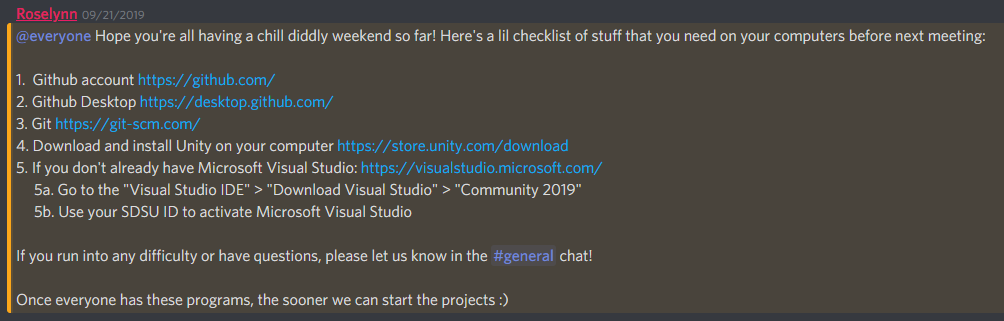 Roselynn 09/21/2019
@everyone Hope you're all having a chill diddly weekend so far! Here's a lil checklist of stuff that you need on your computers before next meeting:
1. Github account https://github.com/
2. Github Desktop https://desktop.github.com/
3. Git https://git-scm.com/
4. Download and install Unity on your computer https://store.unity.com/download
5. If you don't already have Microsoft Visual Studio: https://visualstudio.microsoft.com/
5a. Go to the "Visual Studio IDE" > "Download Visual Studio" > "Community 2019"
5b. Use your SDSU ID to activate Microsoft Visual Studio
If you run into any difficulty or have questions, please let us know in the #general chat!
Once everyone has these programs, the sooner we can start the projects :)